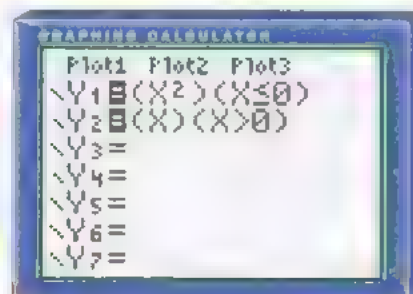 GRAPHING CALCULATOR
Plot1 Plot2 Plot3
\Y₁=(X²)(X≤0)
\Y₂=(X)(X>0)
\Y₃=
\Y₄=
\Y₅=
\Y₆=
\Y₇=